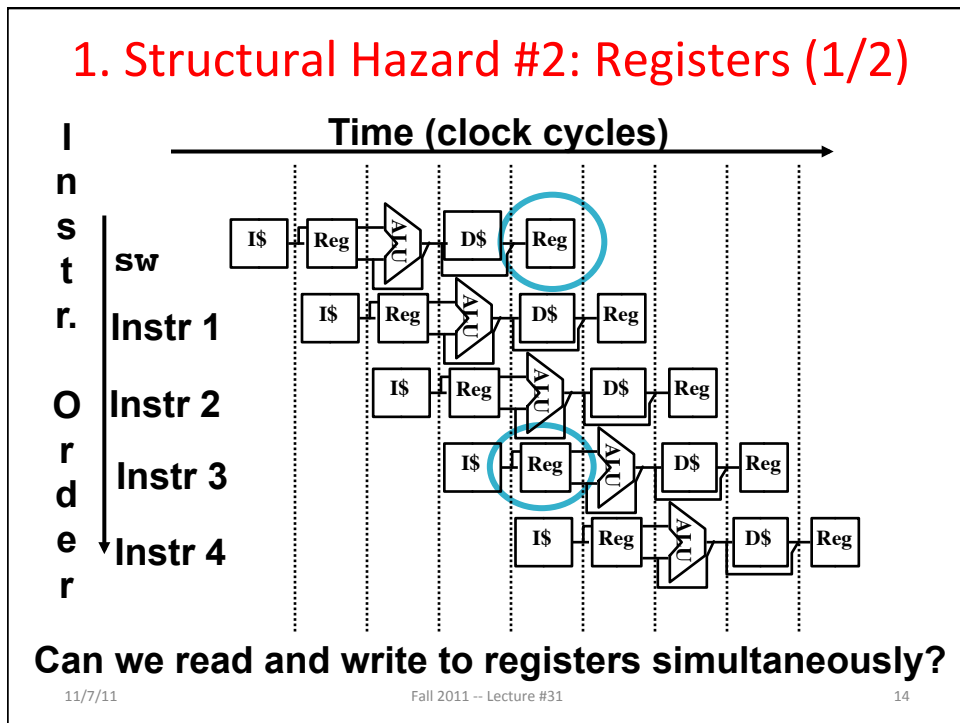 1. Structural Hazard #2: Registers (1/2)
Time (clock cycles)
I
n
s
t
r.
O
r
d
e
r
sw
I$ Reg ALU D$ Reg
Instr 1
I$ Reg ALU D$ Reg
Instr 2
I$ Reg ALU D$ Reg
Instr 3
I$ Reg ALU D$ Reg
Instr 4
I$ Reg ALU D$ Reg
Can we read and write to registers simultaneously?
11/7/11 Fall 2011 -- Lecture #31 14